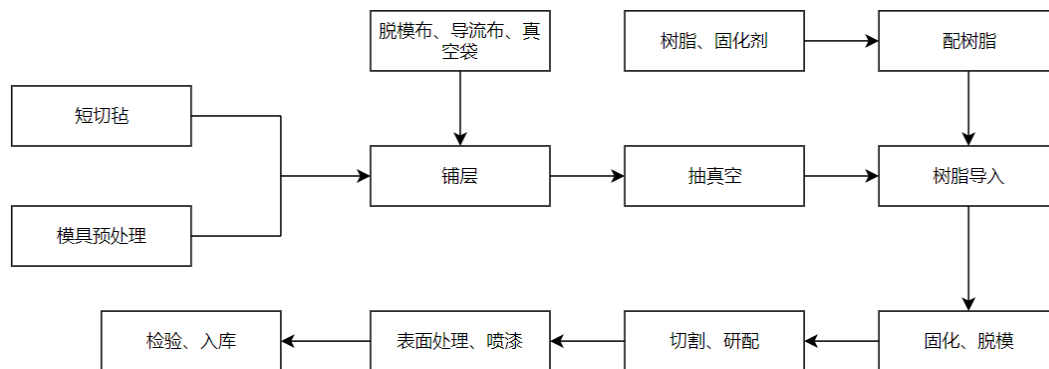 脱模布、导流布、真
空袋
树脂、固化剂
配树脂
短切毡
铺层
抽真空
树脂导入
模具预处理
检验、入库
表面处理、喷漆
切割、研配
固化、脱模